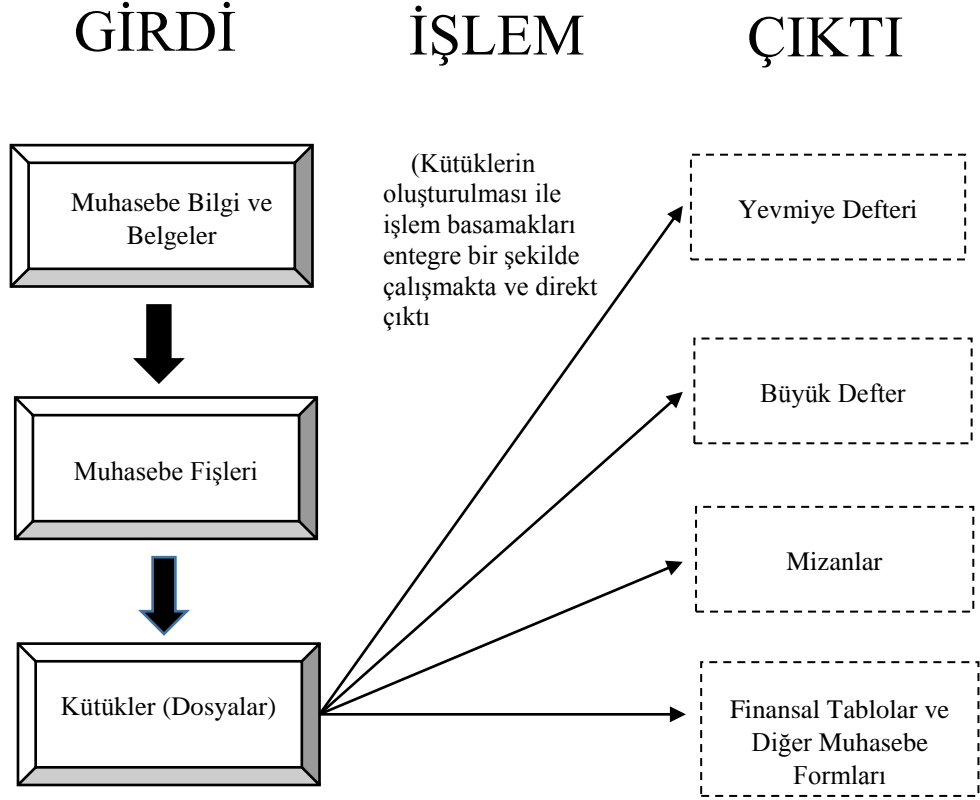 GİRDİ
İŞLEM
ÇIKTI
Muhasebe Bilgi ve
Belgeler
Muhasebe Fişleri
Kütükler (Dosyalar)
(Kütüklerin
oluşturulması ile
işlem basamakları
entegre bir şekilde
çalışmakta ve direkt
çıktı
Yevmiye Defteri
Büyük Defter
Mizanlar
Finansal Tablolar ve
Diğer Muhasebe
Formları